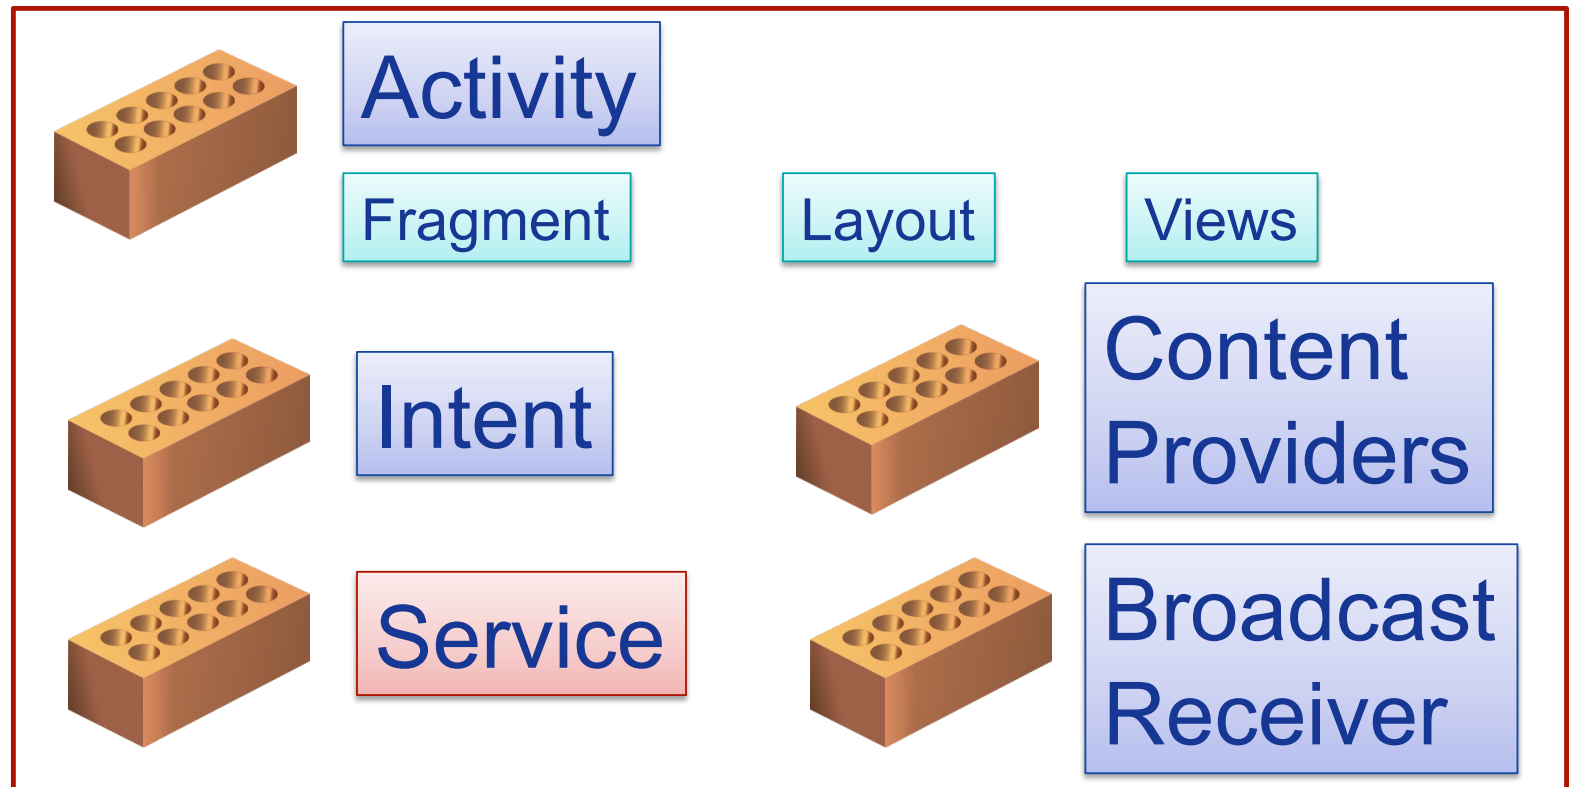 Activity
Fragment
Layout
Views
Intent
Content
Providers
Service
Broadcast
Receiver